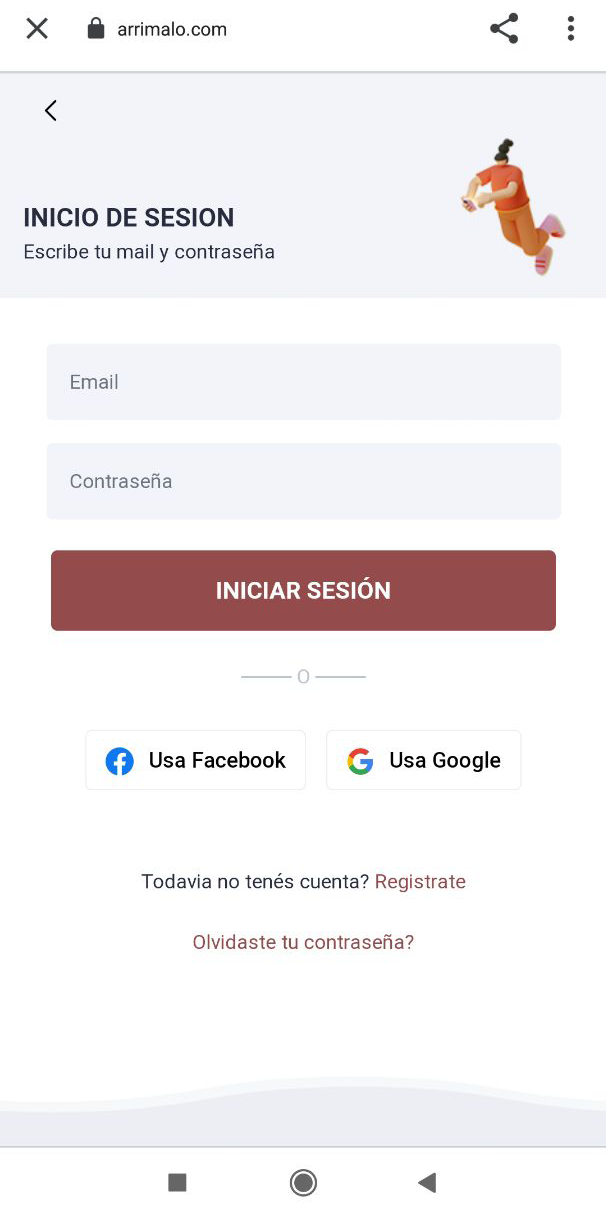 arrimalo.com
INICIO DE SESION
Escribe tu mail y contraseña
Email
Contraseña
INICIAR SESIÓN
O
Usa Facebook
Usa Google
Todavia no tenés cuenta? Registrate
Olvidaste tu contraseña?